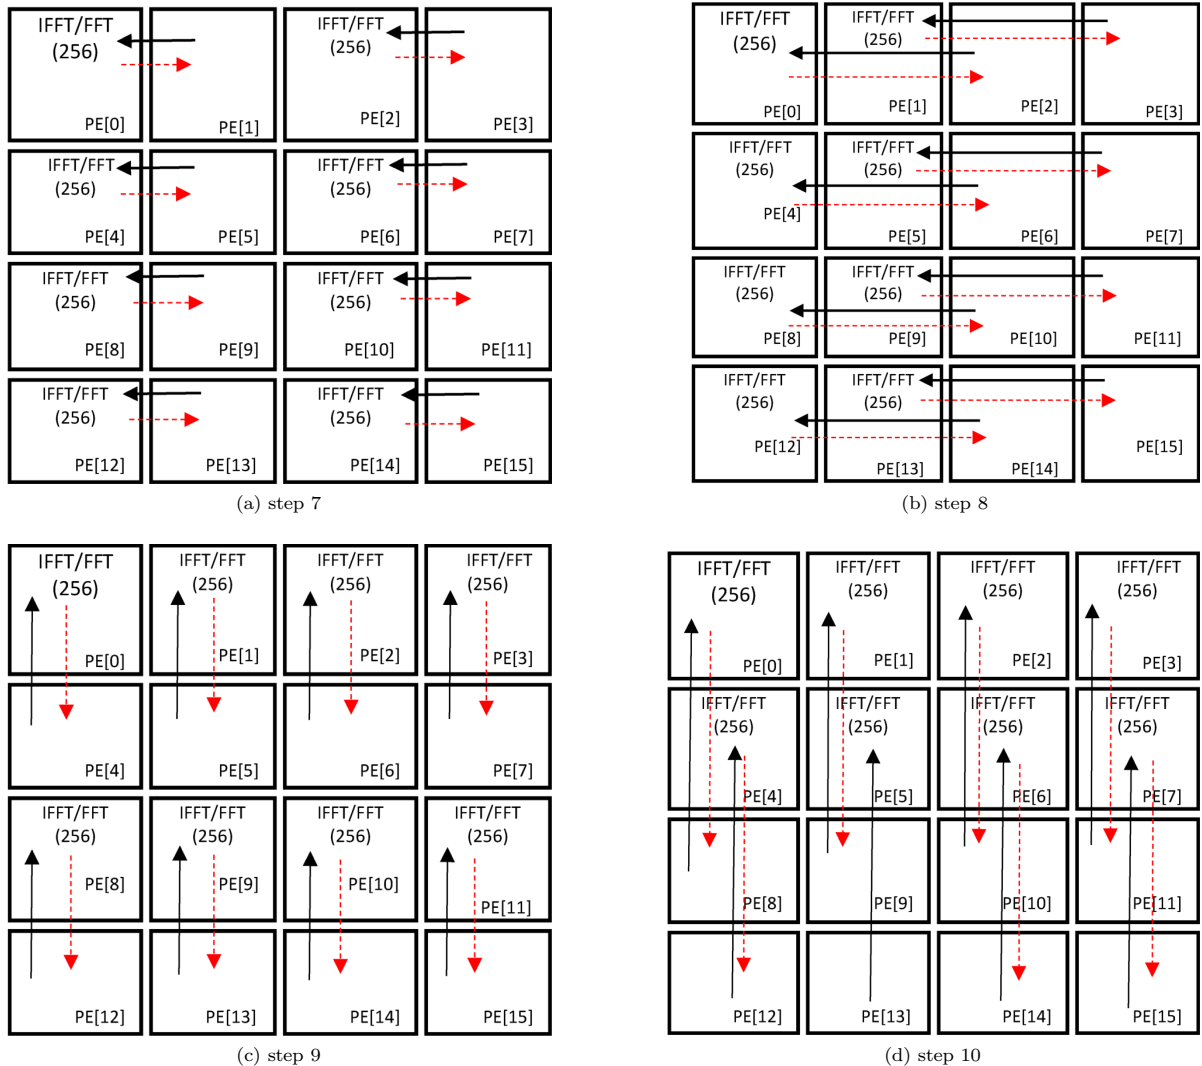 IFFT/FFT
(256)
PE[0]
PE[1]
IFFT/FFT
(256)
PE[2]
PE[3]
IFFT/FFT
(256)
PE[4]
PE[5]
IFFT/FFT
(256)
PE[6]
PE[7]
IFFT/FFT
(256)
PE[8]
PE[9]
IFFT/FFT
(256)
PE[10]
PE[11]
IFFT/FFT
(256)
PE[12]
PE[13]
IFFT/FFT
(256)
PE[14]
PE[15]
(a) step 7
IFFT/FFT
(256)
PE[0]
IFFT/FFT
(256)
PE[1]
PE[2]
PE[3]
IFFT/FFT
(256)
PE[4]
IFFT/FFT
(256)
PE[5]
PE[6]
PE[7]
IFFT/FFT
(256)
PE[8]
IFFT/FFT
(256)
PE[9]
PE[10]
PE[11]
IFFT/FFT
(256)
PE[12]
IFFT/FFT
(256)
PE[13]
PE[14]
PE[15]
(b) step 8
IFFT/FFT
(256)
PE[0]
IFFT/FFT
(256)
PE[1]
IFFT/FFT
(256)
PE[2]
IFFT/FFT
(256)
PE[3]
PE[4]
PE[5]
PE[6]
PE[7]
IFFT/FFT
(256)
PE[8]
IFFT/FFT
(256)
PE[9]
IFFT/FFT
(256)
PE[10]
IFFT/FFT
(256)
PE[11]
PE[12]
PE[13]
PE[14]
PE[15]
(c) step 9
IFFT/FFT
(256)
PE[0]
IFFT/FFT
(256)
PE[1]
IFFT/FFT
(256)
PE[2]
IFFT/FFT
(256)
PE[3]
IFFT/FFT
(256)
PE[4]
IFFT/FFT
(256)
PE[5]
IFFT/FFT
(256)
PE[6]
IFFT/FFT
(256)
PE[7]
PE[8]
PE[9]
PE[10]
PE[11]
PE[12]
PE[13]
PE[14]
PE[15]
(d) step 10